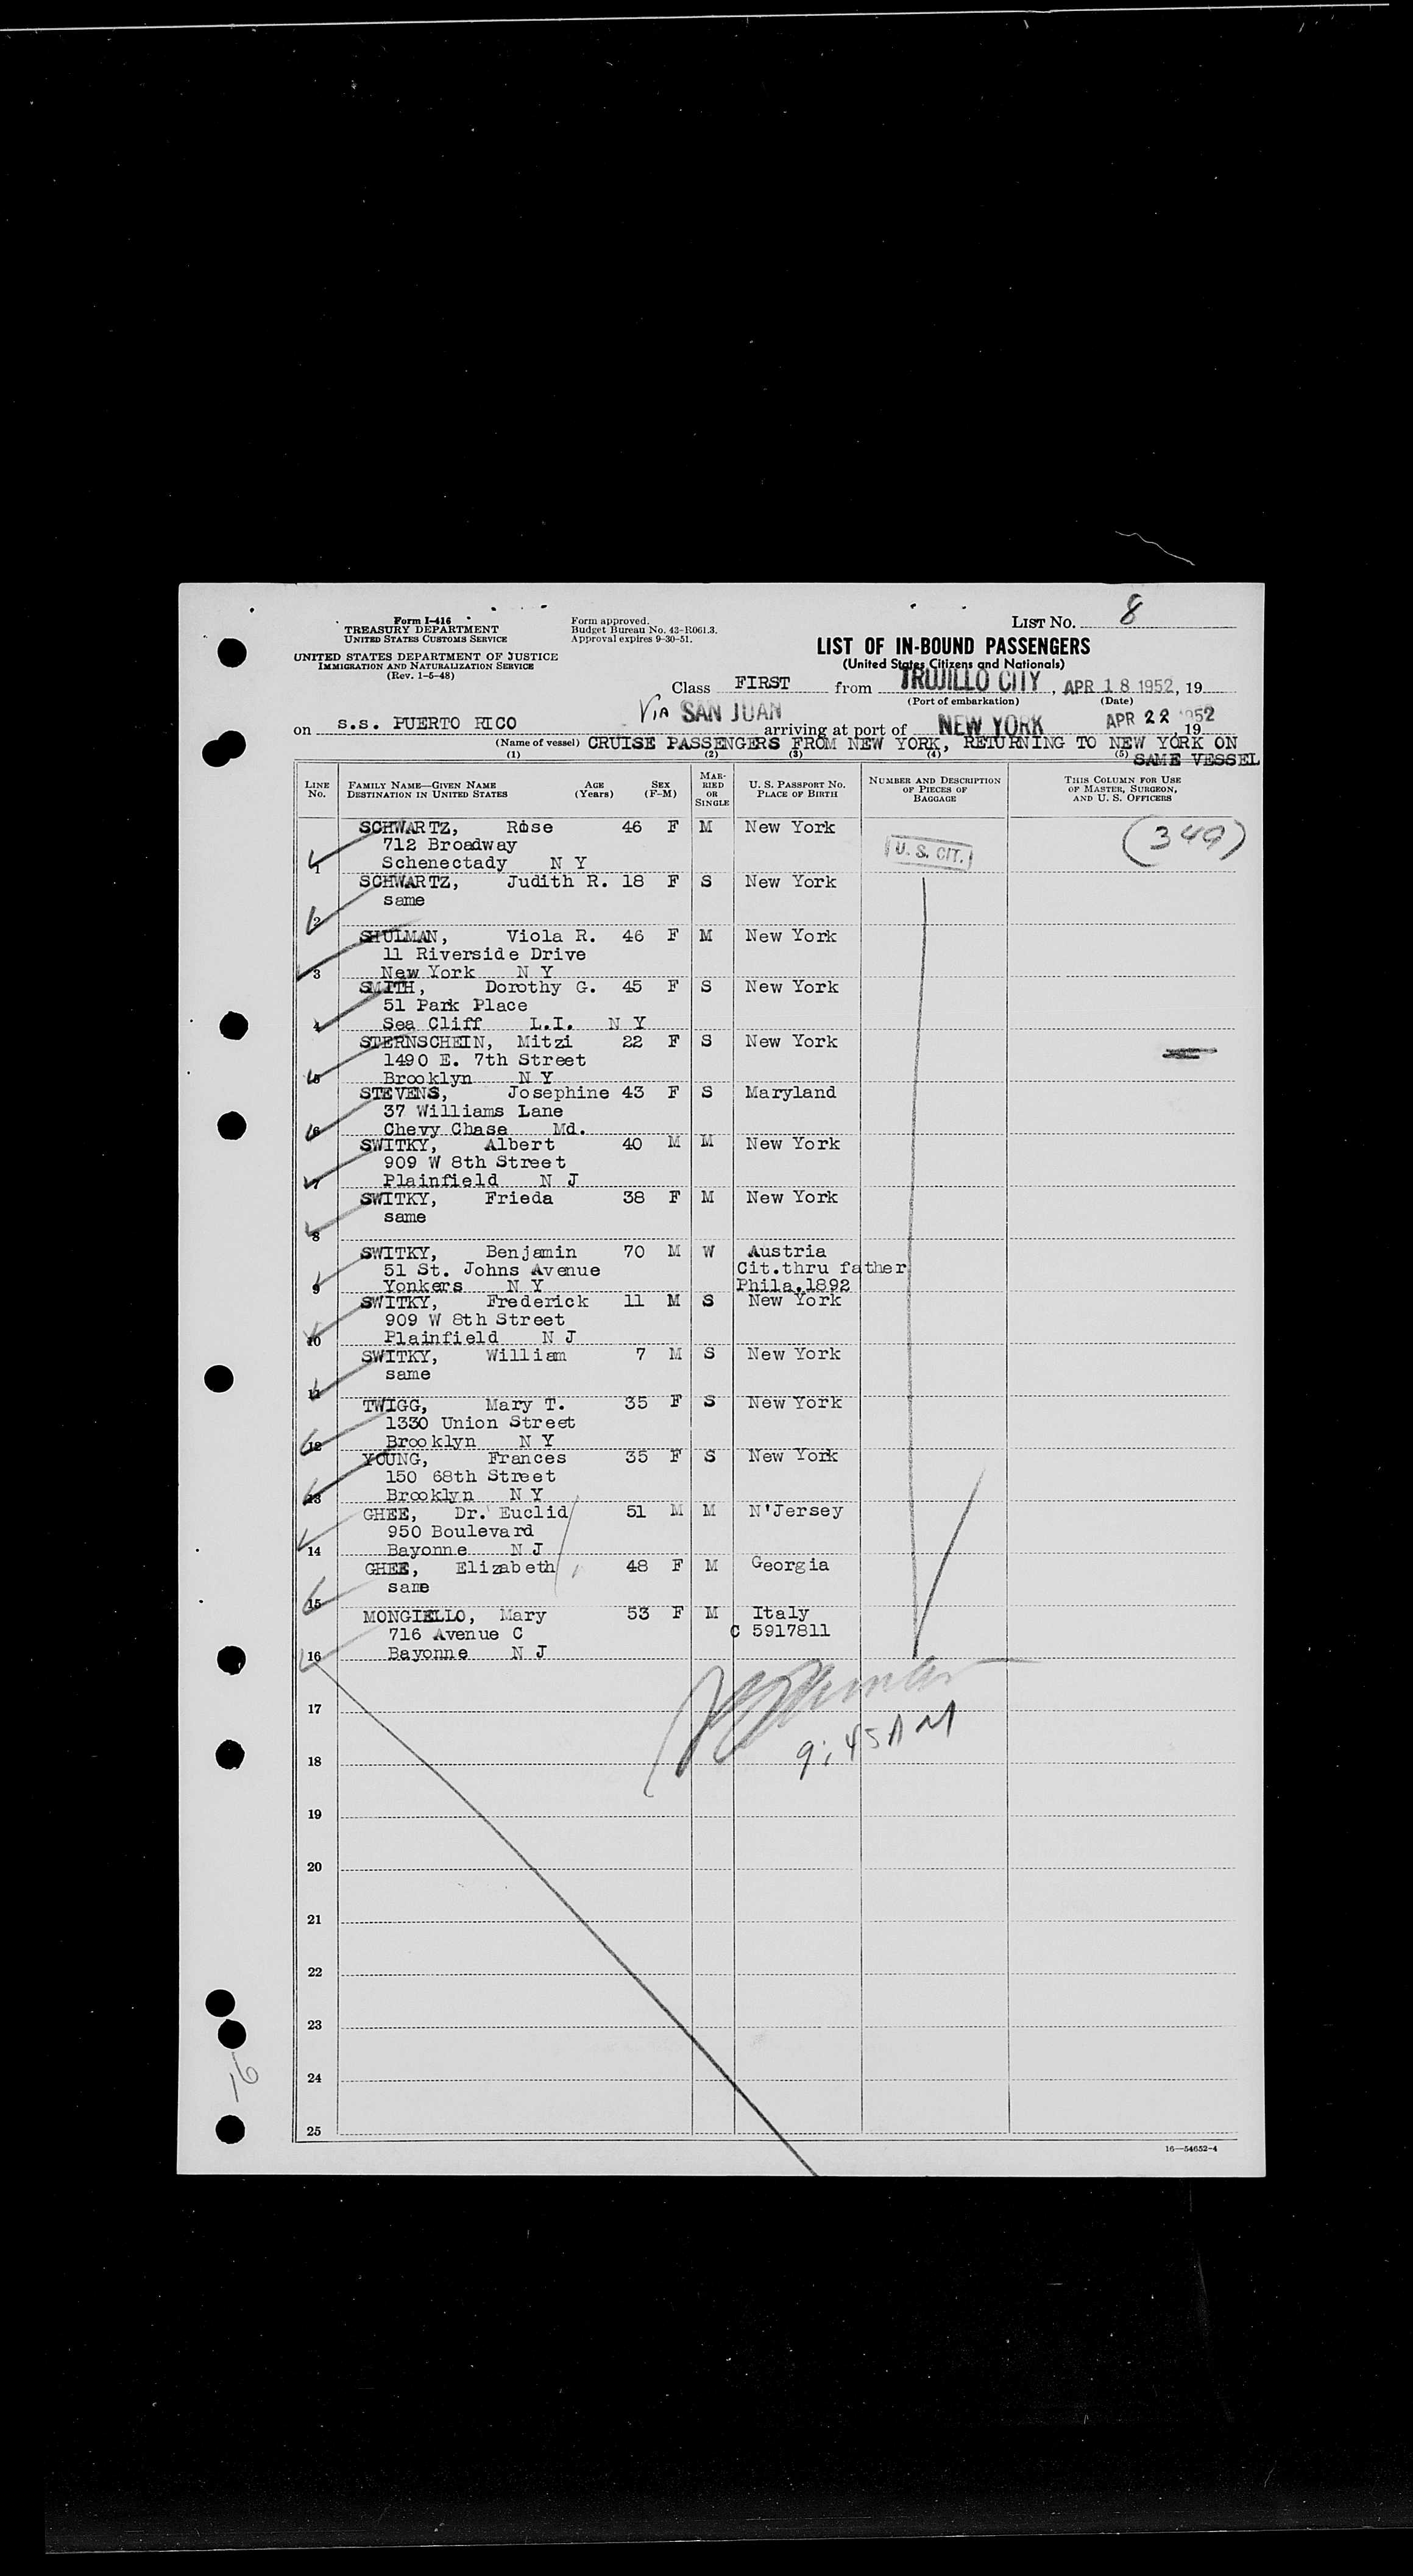 Form I-416
TREASURY DEPARTMENT
UNITED STATES CUSTOMS SERVICE
UNITED STATES DEPARTMENT OF JUSTICE
IMMIGRATION AND NATURALIZATION SERVICE
(Rev. 1-5-48)
Form approved.
Budget Bureau No. 43-R061.3.
Approval expires 9-30-51.
LIST No. 8
LIST OF IN-BOUND PASSENGERS
(United States Citizens and Nationals)
Class FIRST from TRUJILLO CITY, APR 18 1952, 19
(Port of embarkation) (Date)
VIA SAN JUAN
on s.s. PUERTO RICO arriving at port of NEW YORK APR 22 1952, 19
(Name of vessel) CRUISE PASSENGERS FROM NEW YORK, RETURNING TO NEW YORK ON
SAME VESSEL
(1) (2) (3) (4) (5)
LINE No. FAMILY NAME—GIVEN NAME DESTINATION IN UNITED STATES AGE (Years) SEX (F-M) MARRIED OR SINGLE U. S. PASSPORT NO. PLACE OF BIRTH NUMBER AND DESCRIPTION OF PIECES OF BAGGAGE THIS COLUMN FOR USE OF MASTER, SURGEON, AND U. S. OFFICERS
SCHWARTZ, Rose 46 F M New York (349)
712 Broadway U. S. CIT.
1 Schenectady N Y
SCHWARTZ, Judith R. 18 F S New York
same
2
SHULMAN, Viola R. 46 F M New York
11 Riverside Drive
3 New York N Y
SMITH, Dorothy G. 45 F S New York
51 Park Place
4 Sea Cliff L.I. N Y
STERNSCHEIN, Mitzi 22 F S New York
1490 E. 7th Street
5 Brooklyn N Y
STEVENS, Josephine 43 F S Maryland
37 Williams Lane
6 Chevy Chase Md.
SWITKY, Albert 40 M M New York
909 W 8th Street
7 Plainfield N J
SWITKY, Frieda 38 F M New York
same
8
SWITKY, Benjamin 70 M W Austria
51 St. Johns Avenue Cit.thru father
9 Yonkers N Y Phila.1892
SWITKY, Frederick 11 M S New York
909 W 8th Street
10 Plainfield N J
SWITKY, William 7 M S New York
same
11
TWIGG, Mary T. 35 F S New York
1330 Union Street
12 Brooklyn N Y
YOUNG, Frances 35 F S New York
150 68th Street
13 Brooklyn N Y
GHEE, Dr. Euclid 51 M M N'Jersey
950 Boulevard
14 Bayonne N J
GHEE, Elizabeth 48 F M Georgia
same
15
MONGIELLO, Mary 53 F M Italy
716 Avenue C C 5917811
16 Bayonne N J
17
9:45 AM
18
19
20
21
22
23
24
25
16—54652-4